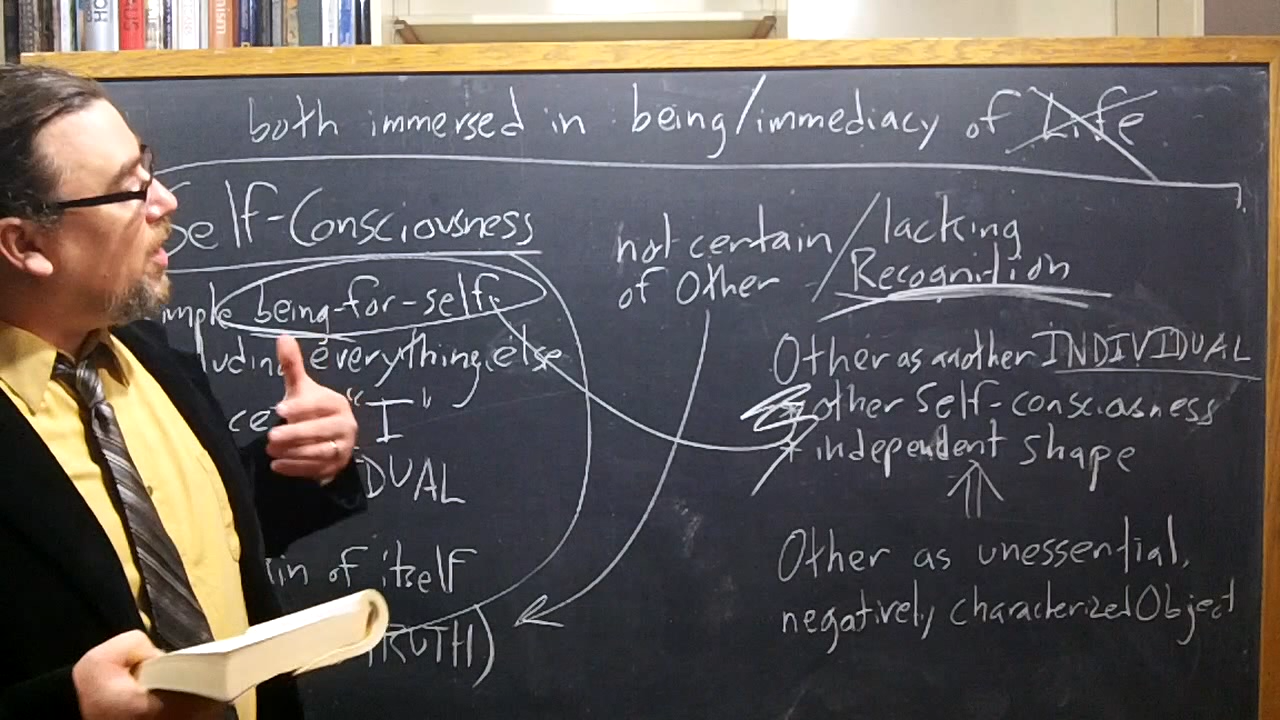 both immersed in being/immediacy of Life
Self-Consciousness
being-for-self
everything else
"I"
of itself
not certain / lacking
of Other / Recognition
Other as another INDIVIDUAL
other Self-consciousness
independent shape
Other as unessential,
negatively characterized Object